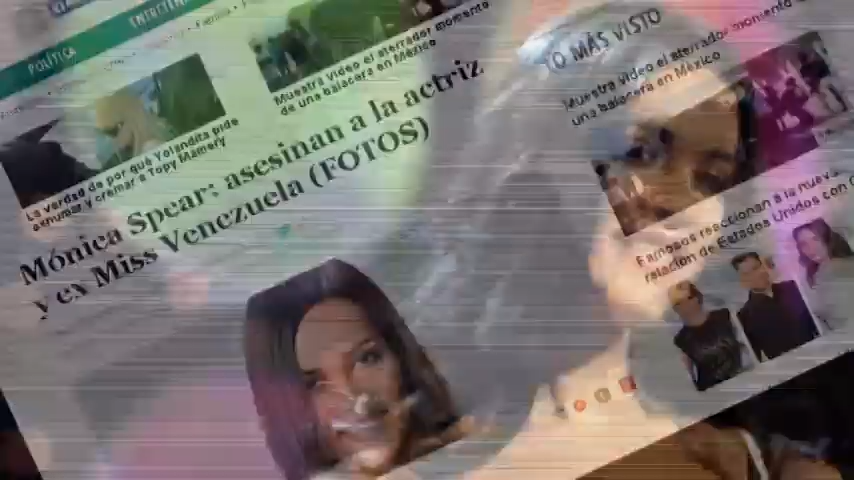 POLÍTICA
ENTRETENI
Muestra video el aterrador momento
de una balacera en México
La verdad de por qué Yolandita pide
exhumar y cremar a Topy Mamery
Mónica Spear: asesinan a la actriz
y ex Miss Venezuela (FOTOS)
LO MÁS VISTO
Muestra video el aterrador momento
una balacera en México
Famosos reaccionan a la nueva
relación de Estados Unidos con